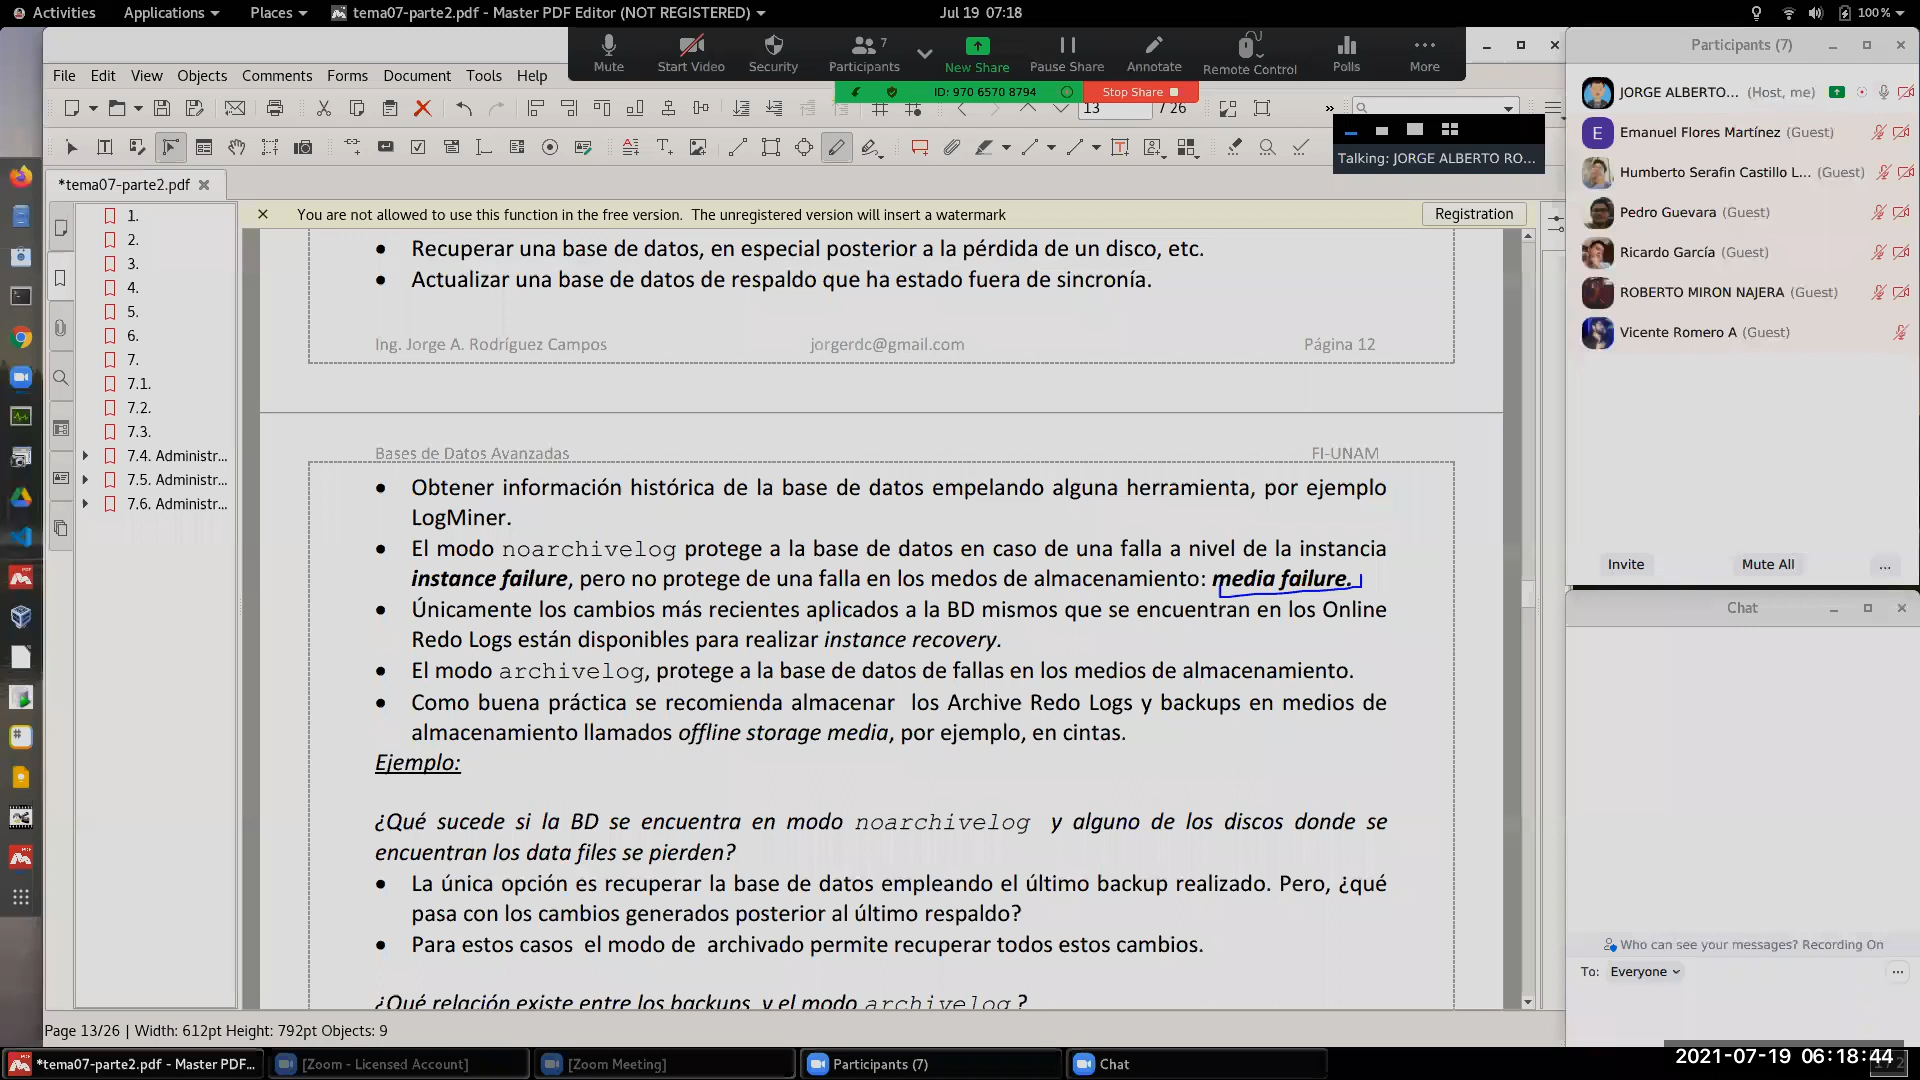 Activities Applications Places tema07-parte2.pdf - Master PDF Editor (NOT REGISTERED) Jul 19 07:18 100%
Mute Start Video Security Participants 7 New Share Pause Share Annotate Remote Control Polls More
ID: 970 6570 8794 Stop Share
File Edit View Objects Collections Comments Forms Document Tools Help
13 / 26
Talking: JORGE ALBERTO RO...
*tema07-parte2.pdf
You are not allowed to use this function in the free version. The unregistered version will insert a watermark Registration
1.
2.
3.
4.
5.
6.
7.
7.1.
7.2.
7.3.
7.4. Administr...
7.5. Administr...
7.6. Administr...
• Recuperar una base de datos, en especial posterior a la pérdida de un disco, etc.
• Actualizar una base de datos de respaldo que ha estado fuera de sincronía.
Ing. Jorge A. Rodríguez Campos jorgerdc@gmail.com Página 12
Bases de Datos Avanzadas FI-UNAM
• Obtener información histórica de la base de datos empelando alguna herramienta, por ejemplo
LogMiner.
• El modo noarchivelog protege a la base de datos en caso de una falla a nivel de la instancia
instance failure, pero no protege de una falla en los medos de almacenamiento: media failure.
• Únicamente los cambios más recientes aplicados a la BD mismos que se encuentran en los Online
Redo Logs están disponibles para realizar instance recovery.
• El modo archivelog, protege a la base de datos de fallas en los medios de almacenamiento.
• Como buena práctica se recomienda almacenar los Archive Redo Logs y backups en medios de
almacenamiento llamados offline storage media, por ejemplo, en cintas.
Ejemplo:
¿Qué sucede si la BD se encuentra en modo noarchivelog y alguno de los discos donde se
encuentran los data files se pierden?
• La única opción es recuperar la base de datos empleando el último backup realizado. Pero, ¿qué
pasa con los cambios generados posterior al último respaldo?
• Para estos casos el modo de archivado permite recuperar todos estos cambios.
¿Qué relación existe entre los backups y el modo archivelog ?
Page 13/26 | Width: 612pt Height: 792pt Objects: 9
Participants (7)
JORGE ALBERTO... (Host, me)
E Emanuel Flores Martínez (Guest)
Humberto Serafin Castillo L... (Guest)
Pedro Guevara (Guest)
Ricardo García (Guest)
ROBERTO MIRON NAJERA (Guest)
Vicente Romero A (Guest)
Invite Mute All ...
Chat
Who can see your messages? Recording On
To: Everyone
*tema07-parte2.pdf - Master PDF... [Zoom - Licensed Account] [Zoom Meeting] Participants (7) Chat
2021-07-19 06:18:44